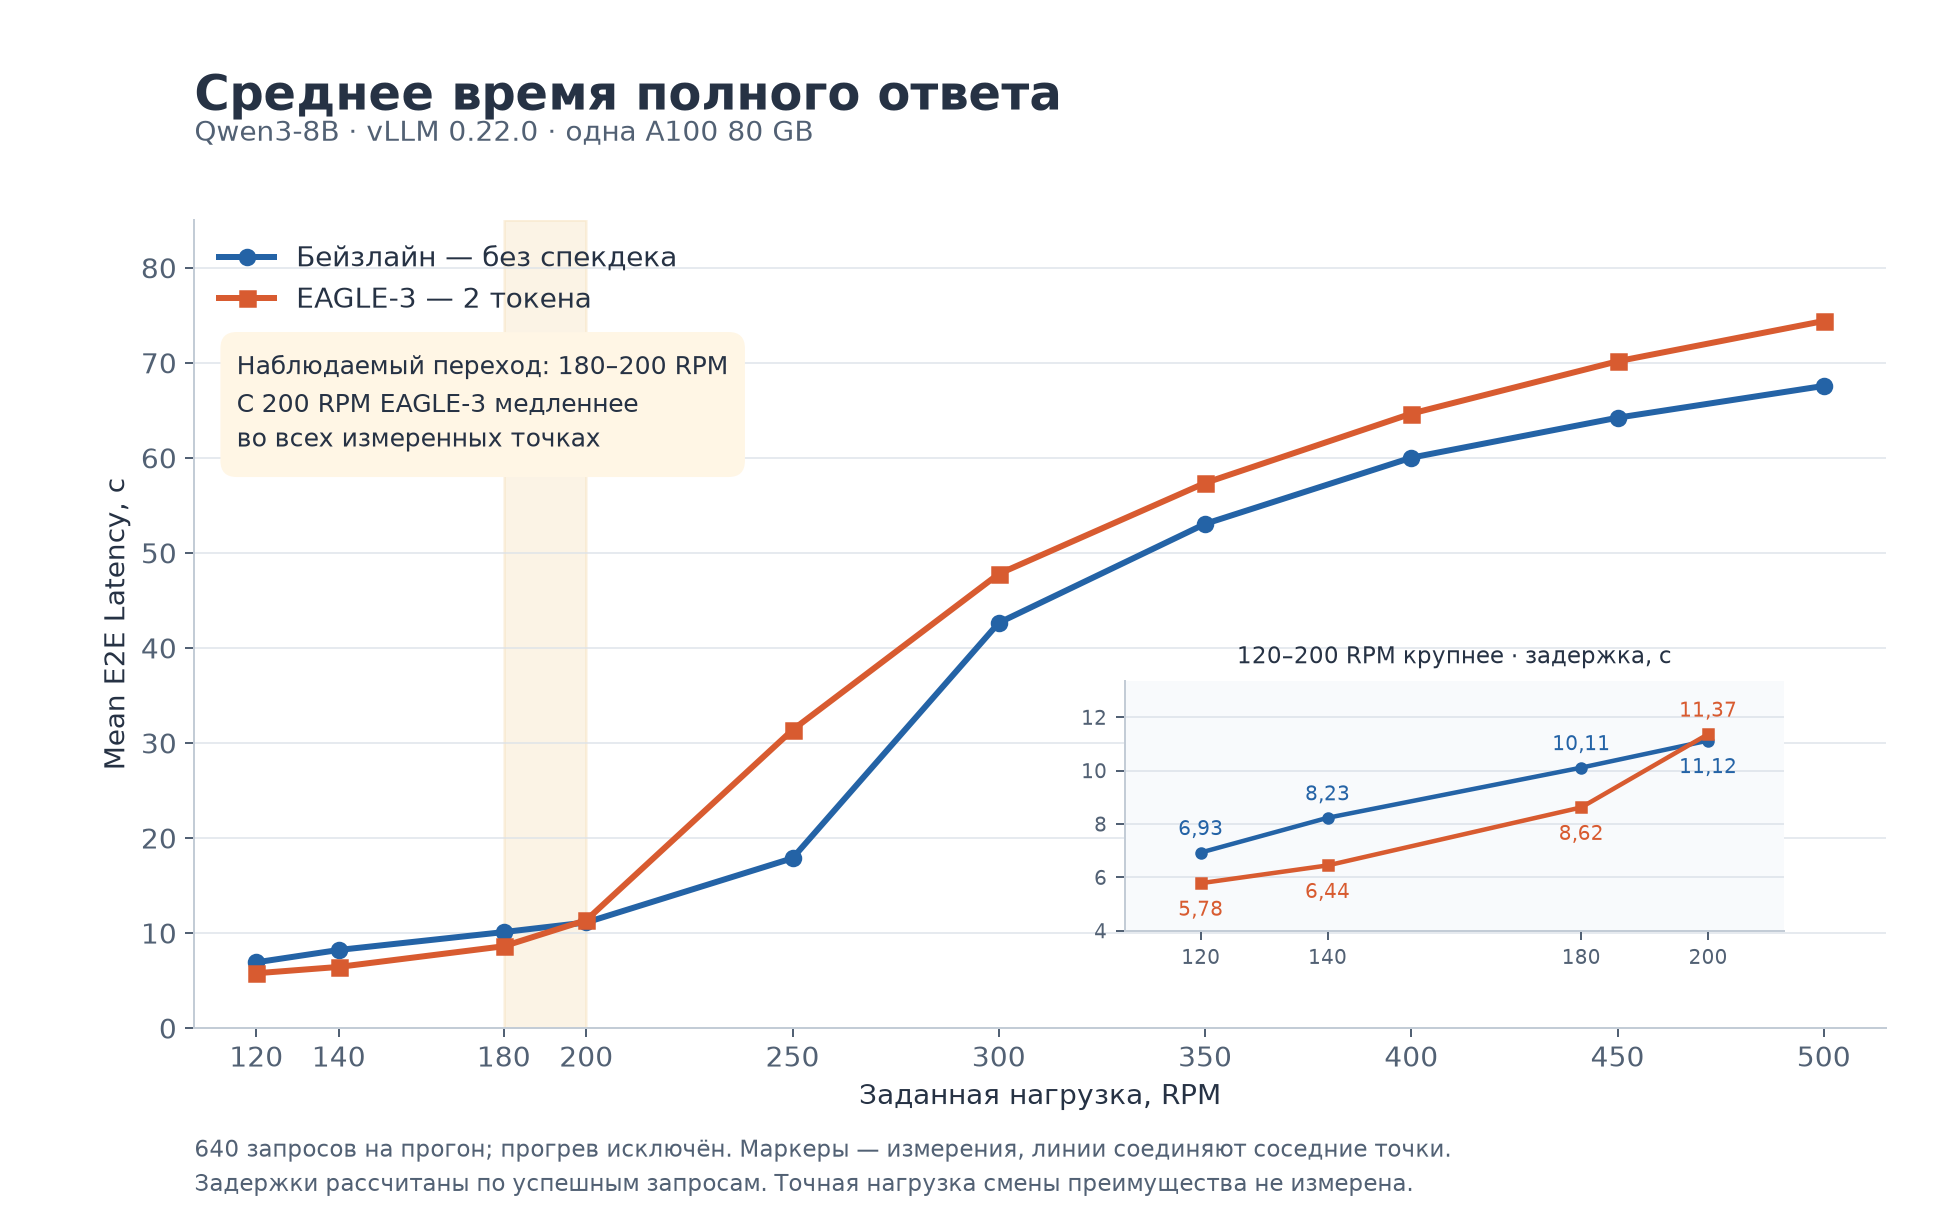 Среднее время полного ответа
Qwen3-8B · vLLM 0.22.0 · одна A100 80 GB
Бейзлайн — без спекдека
EAGLE-3 — 2 токена
Наблюдаемый переход: 180–200 RPM
С 200 RPM EAGLE-3 медленнее
во всех измеренных точках
Mean E2E Latency, с
80
70
60
50
40
30
20
10
0
120 140 180 200 250 300 350 400 450 500
Заданная нагрузка, RPM
120–200 RPM крупнее · задержка, с
12
10
8
6
4
6,93
8,23
10,11
11,12
5,78
6,44
8,62
11,37
120 140 180 200
640 запросов на прогон; прогрев исключён. Маркеры — измерения, линии соединяют соседние точки.
Задержки рассчитаны по успешным запросам. Точная нагрузка смены преимущества не измерена.